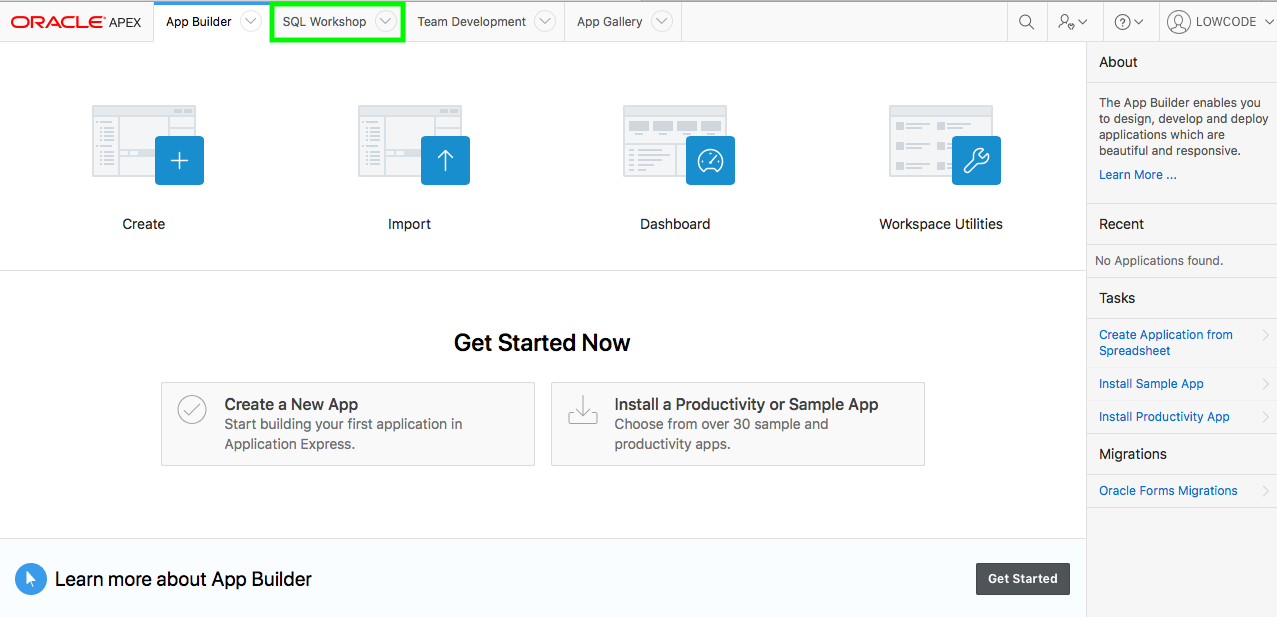 ORACLE APEX App Builder SQL Workshop Team Development App Gallery LOWCODE
Create
Import
Dashboard
Workspace Utilities
Get Started Now
Create a New App
Start building your first application in
Application Express.
Install a Productivity or Sample App
Choose from over 30 sample and
productivity apps.
Learn more about App Builder
Get Started
About
The App Builder enables you
to design, develop and deploy
applications which are
beautiful and responsive.
Learn More ...
Recent
No Applications found.
Tasks
Create Application from
Spreadsheet
Install Sample App
Install Productivity App
Migrations
Oracle Forms Migrations